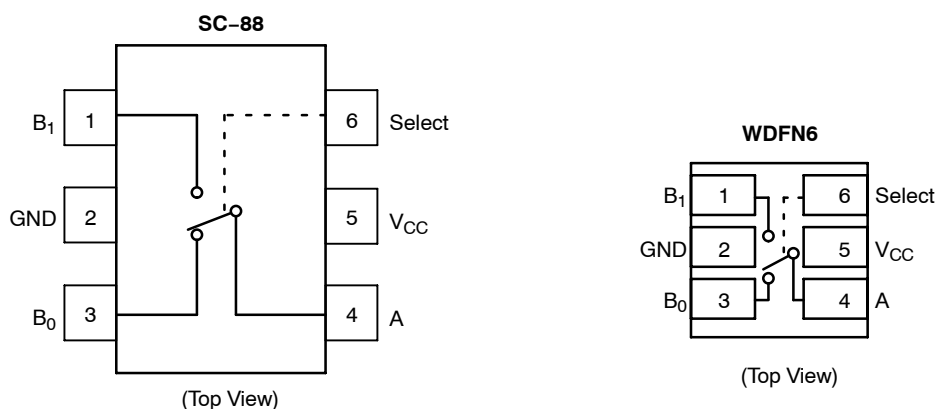 SC–88
B1 1
6 Select
GND 2
5 VCC
B0 3
4 A
(Top View)
WDFN6
B1 1
6 Select
GND 2
5 VCC
B0 3
4 A
(Top View)